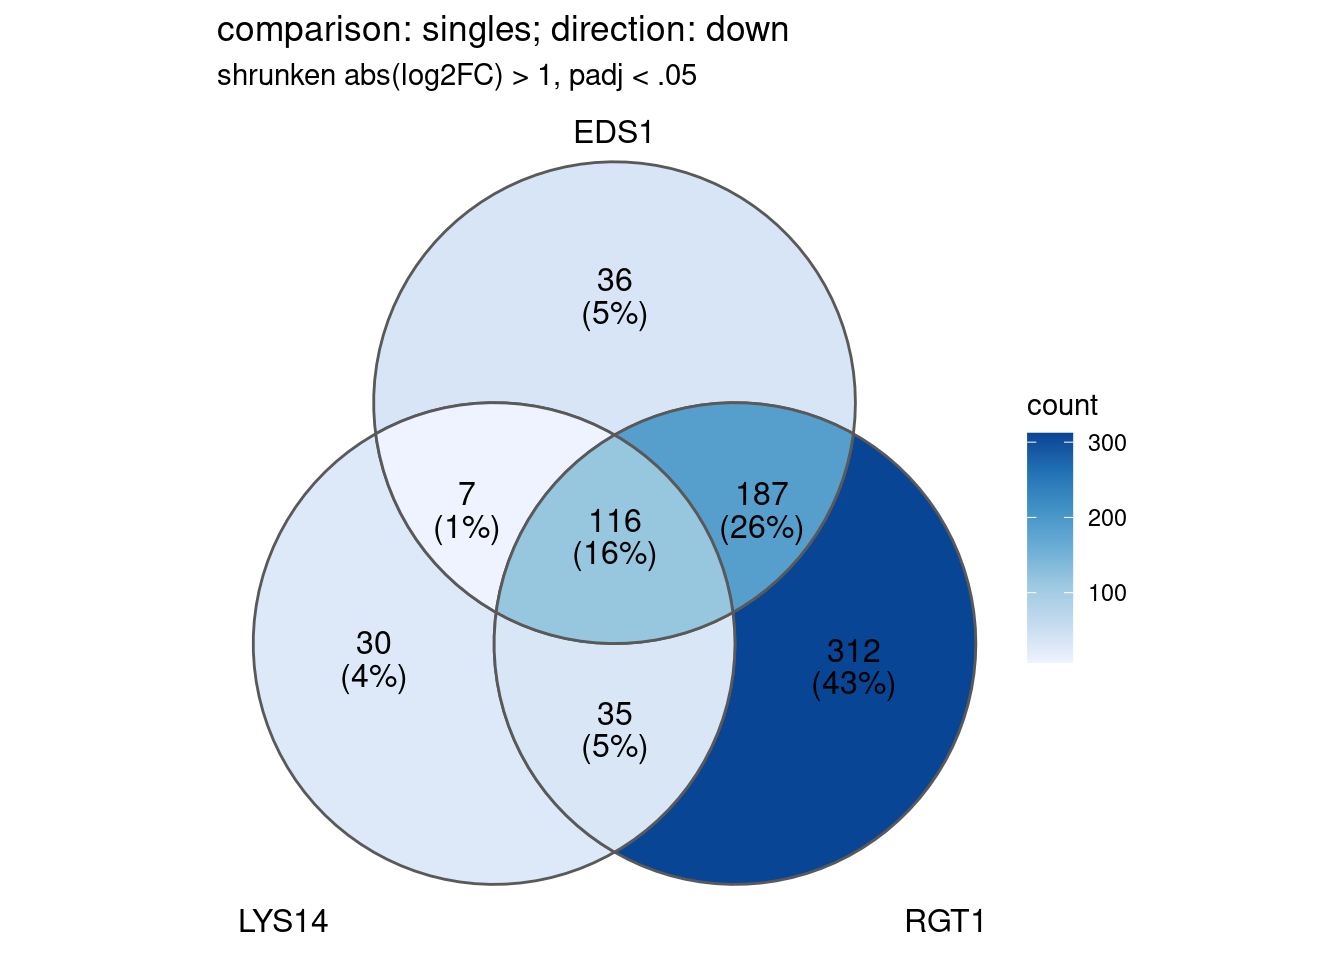 comparison: singles; direction: down
shrunken abs(log2FC) > 1, padj < .05
EDS1
36
(5%)
7
(1%)
116
(16%)
187
(26%)
30
(4%)
35
(5%)
312
(43%)
LYS14
RGT1
count
300
200
100